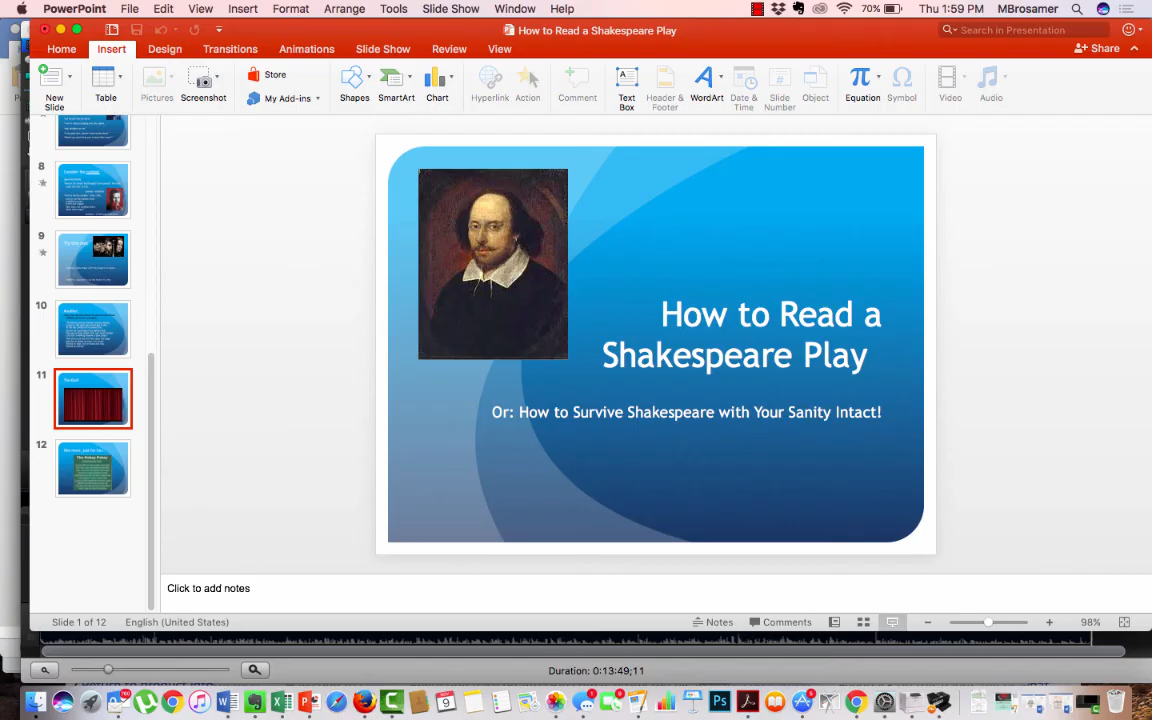 PowerPoint File Edit View Insert Format Arrange Tools Slide Show Window Help 70% Thu 1:59 PM MBrosamer
How to Read a Shakespeare Play
Search in Presentation
Home Insert Design Transitions Animations Slide Show Review View
Share
Store
My Add-ins
New Slide
Table
Pictures
Screenshot
Shapes
SmartArt
Chart
Hyperlink
Action
Comment
Text Box
Header & Footer
WordArt
Date & Time
Slide Number
Object
Equation
Symbol
Video
Audio
8
9
10
11
12
How to Read a
Shakespeare Play
Or: How to Survive Shakespeare with Your Sanity Intact!
Click to add notes
Slide 1 of 12 English (United States) Notes Comments 98%
Duration: 0:13:49;11